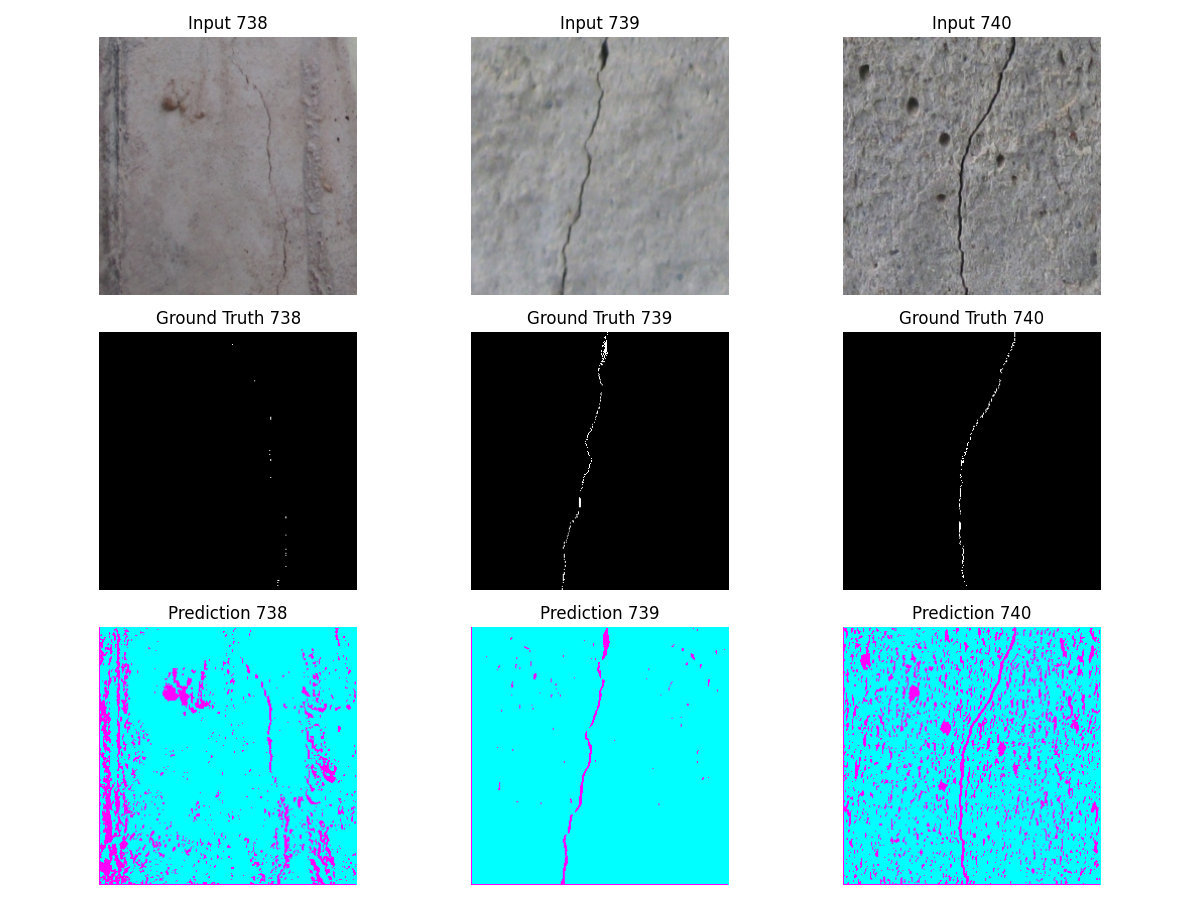 Input 738
Input 739
Input 740
Ground Truth 738
Ground Truth 739
Ground Truth 740
Prediction 738
Prediction 739
Prediction 740